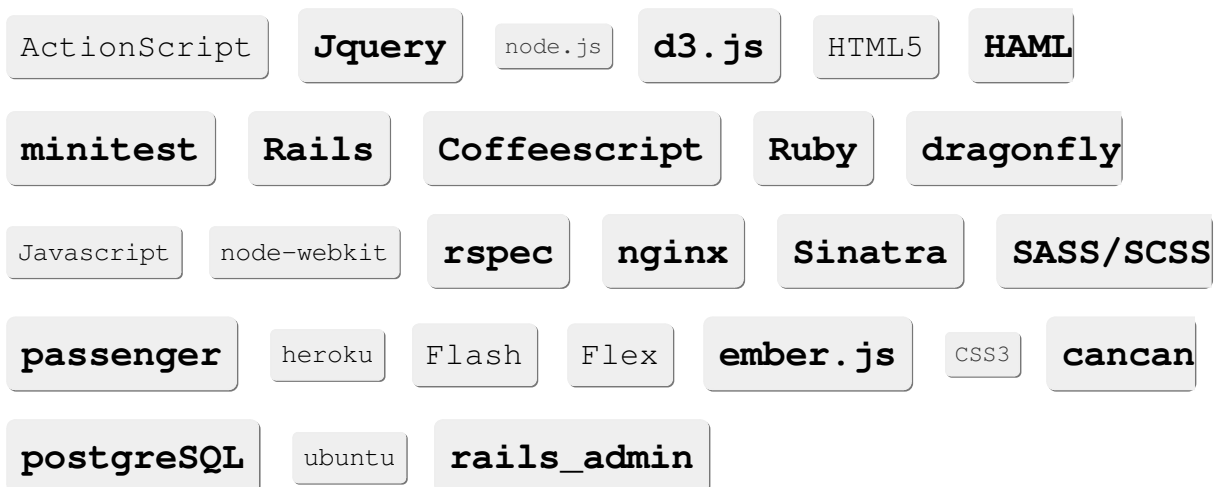 ActionScript Jquery node.js d3.js HTML5 HAML
minitest Rails Coffeescript Ruby dragonfly
Javascript node-webkit rspec nginx Sinatra SASS/SCSS
passenger heroku Flash Flex ember.js CSS3 cancan
postgreSQL ubuntu rails_admin